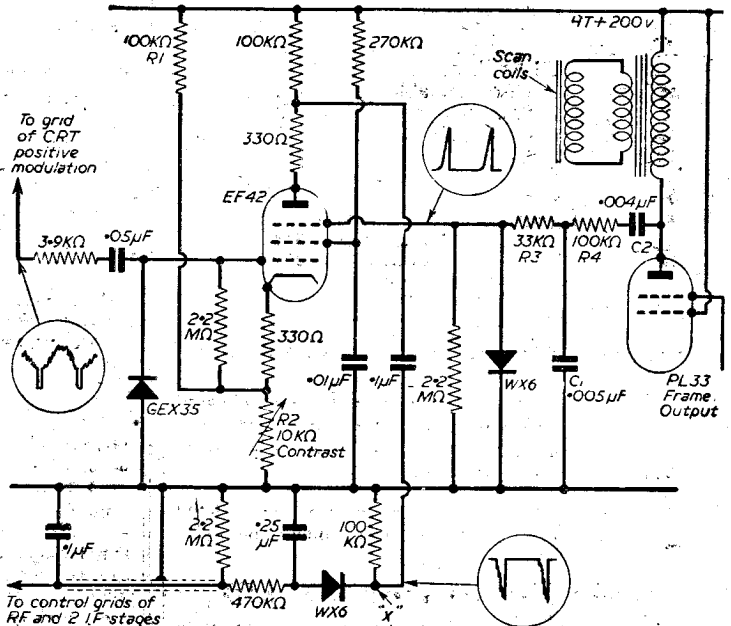 HT+200v
100KΩ
R1
100KΩ
270KΩ
Scan
coils
To grid
of C.R.T
positive
modulation
330Ω
EF42
.004μF
3·9KΩ
·05μF
33KΩ
R3
100KΩ
R4
C2
2·2
MΩ
330Ω
·01μF
·1μF
2·2
MΩ
WX6
C1
·005μF
PL33
Frame
Output
GEX35
R2
10KΩ
Contrast
·1μF
2·2
MΩ
·25
μF
100
KΩ
470KΩ
WX6
"X"
To control grids of
RF and 2 I.F stages